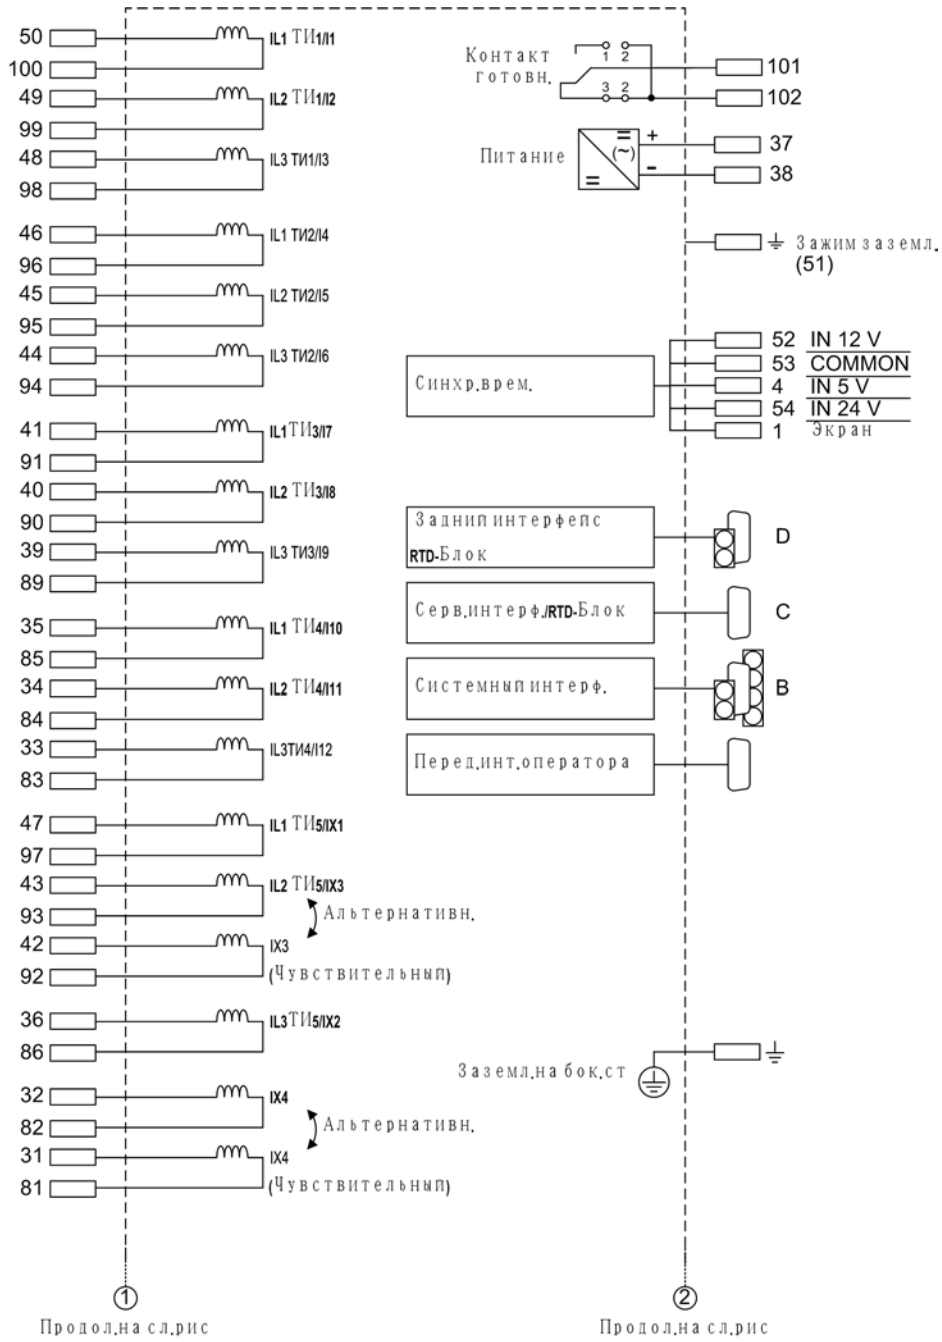 50
IL1 ТИ1/I1
100
49
IL2 ТИ1/I2
99
48
IL3 ТИ1/I3
98
46
IL1 ТИ2/I4
96
45
IL2 ТИ2/I5
95
44
IL3 ТИ2/I6
94
41
IL1 ТИ3/I7
91
40
IL2 ТИ3/I8
90
39
IL3 ТИ3/I9
89
35
IL1 ТИ4/I10
85
34
IL2 ТИ4/I11
84
33
IL3ТИ4/I12
83
47
IL1 ТИ5/IX1
97
43
IL2 ТИ5/IX3
93
Альтернативн.
42
IX3
92
(Чувствительный)
36
IL3ТИ5/IX2
86
32
IX4
82
Альтернативн.
31
IX4
81
(Чувствительный)
1
Продол.на сл.рис
Контакт
готовн.
1 2
3 2
101
102
Питание
=
(~)
=
+
-
37
38
Зажим заземл.
(51)
Синхр.врем.
52 IN 12 V
53 COMMON
4 IN 5 V
54 IN 24 V
1 Экран
Задний интерфейс
RTD-Блок
D
Серв.интерф./RTD-Блок
C
Системный интерф.
B
Перед.инт.оператора
Заземл.на бок.ст
2
Продол.на сл.рис